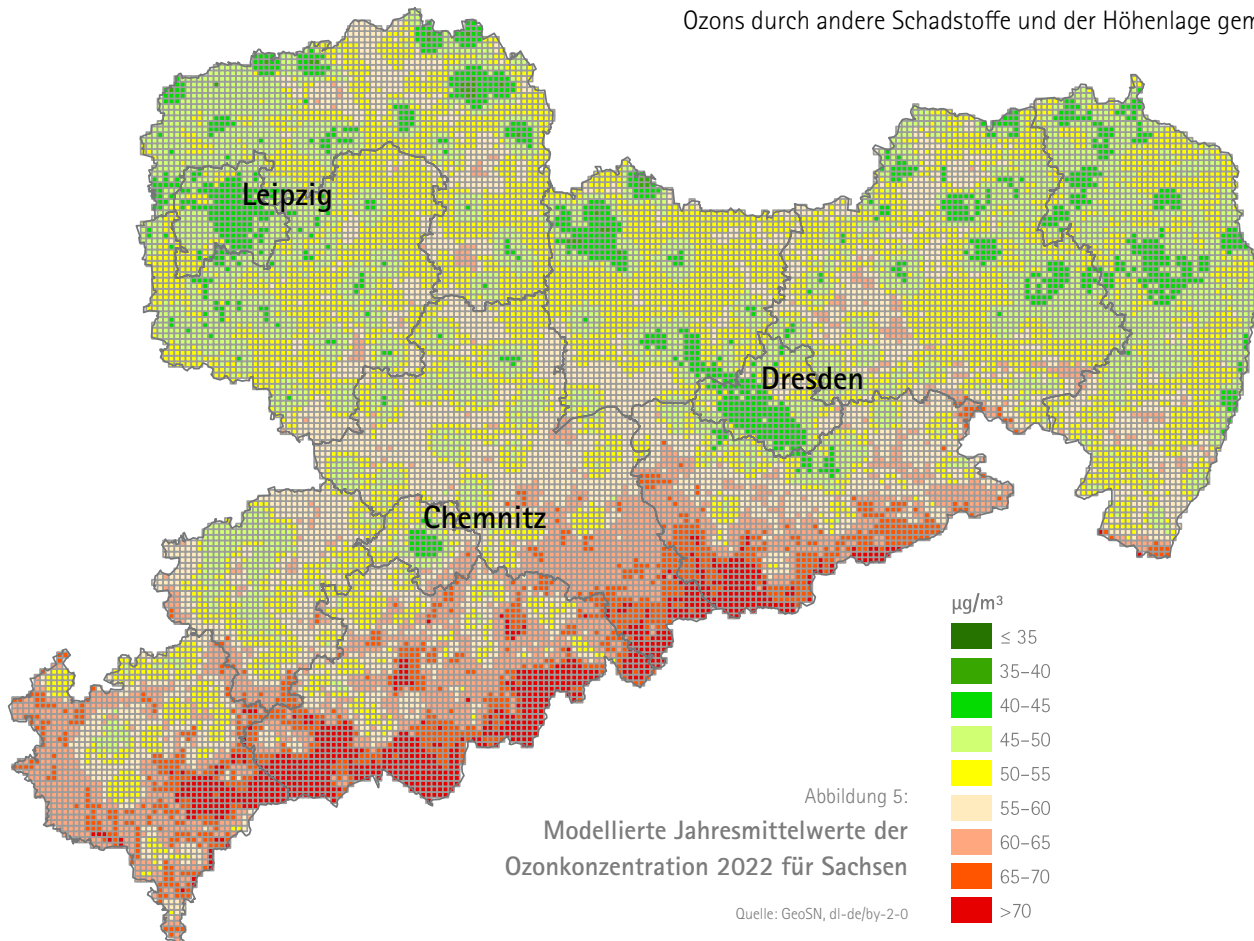 Ozons durch andere Schadstoffe und der Höhenlage
Leipzig
Dresden
Chemnitz
µg/m³
≤ 35
35–40
40–45
45–50
50–55
55–60
60–65
65–70
>70
Abbildung 5:
Modellierte Jahresmittelwerte der
Ozonkonzentration 2022 für Sachsen
Quelle: GeoSN, dl-de/by-2-0